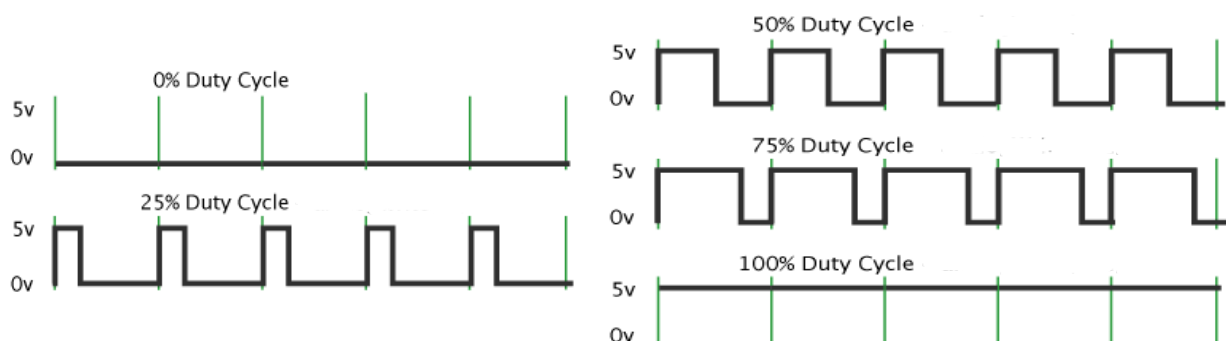 0% Duty Cycle
5v
0v
25% Duty Cycle
5v
0v
50% Duty Cycle
5v
0v
75% Duty Cycle
5v
0v
100% Duty Cycle
5v
0v